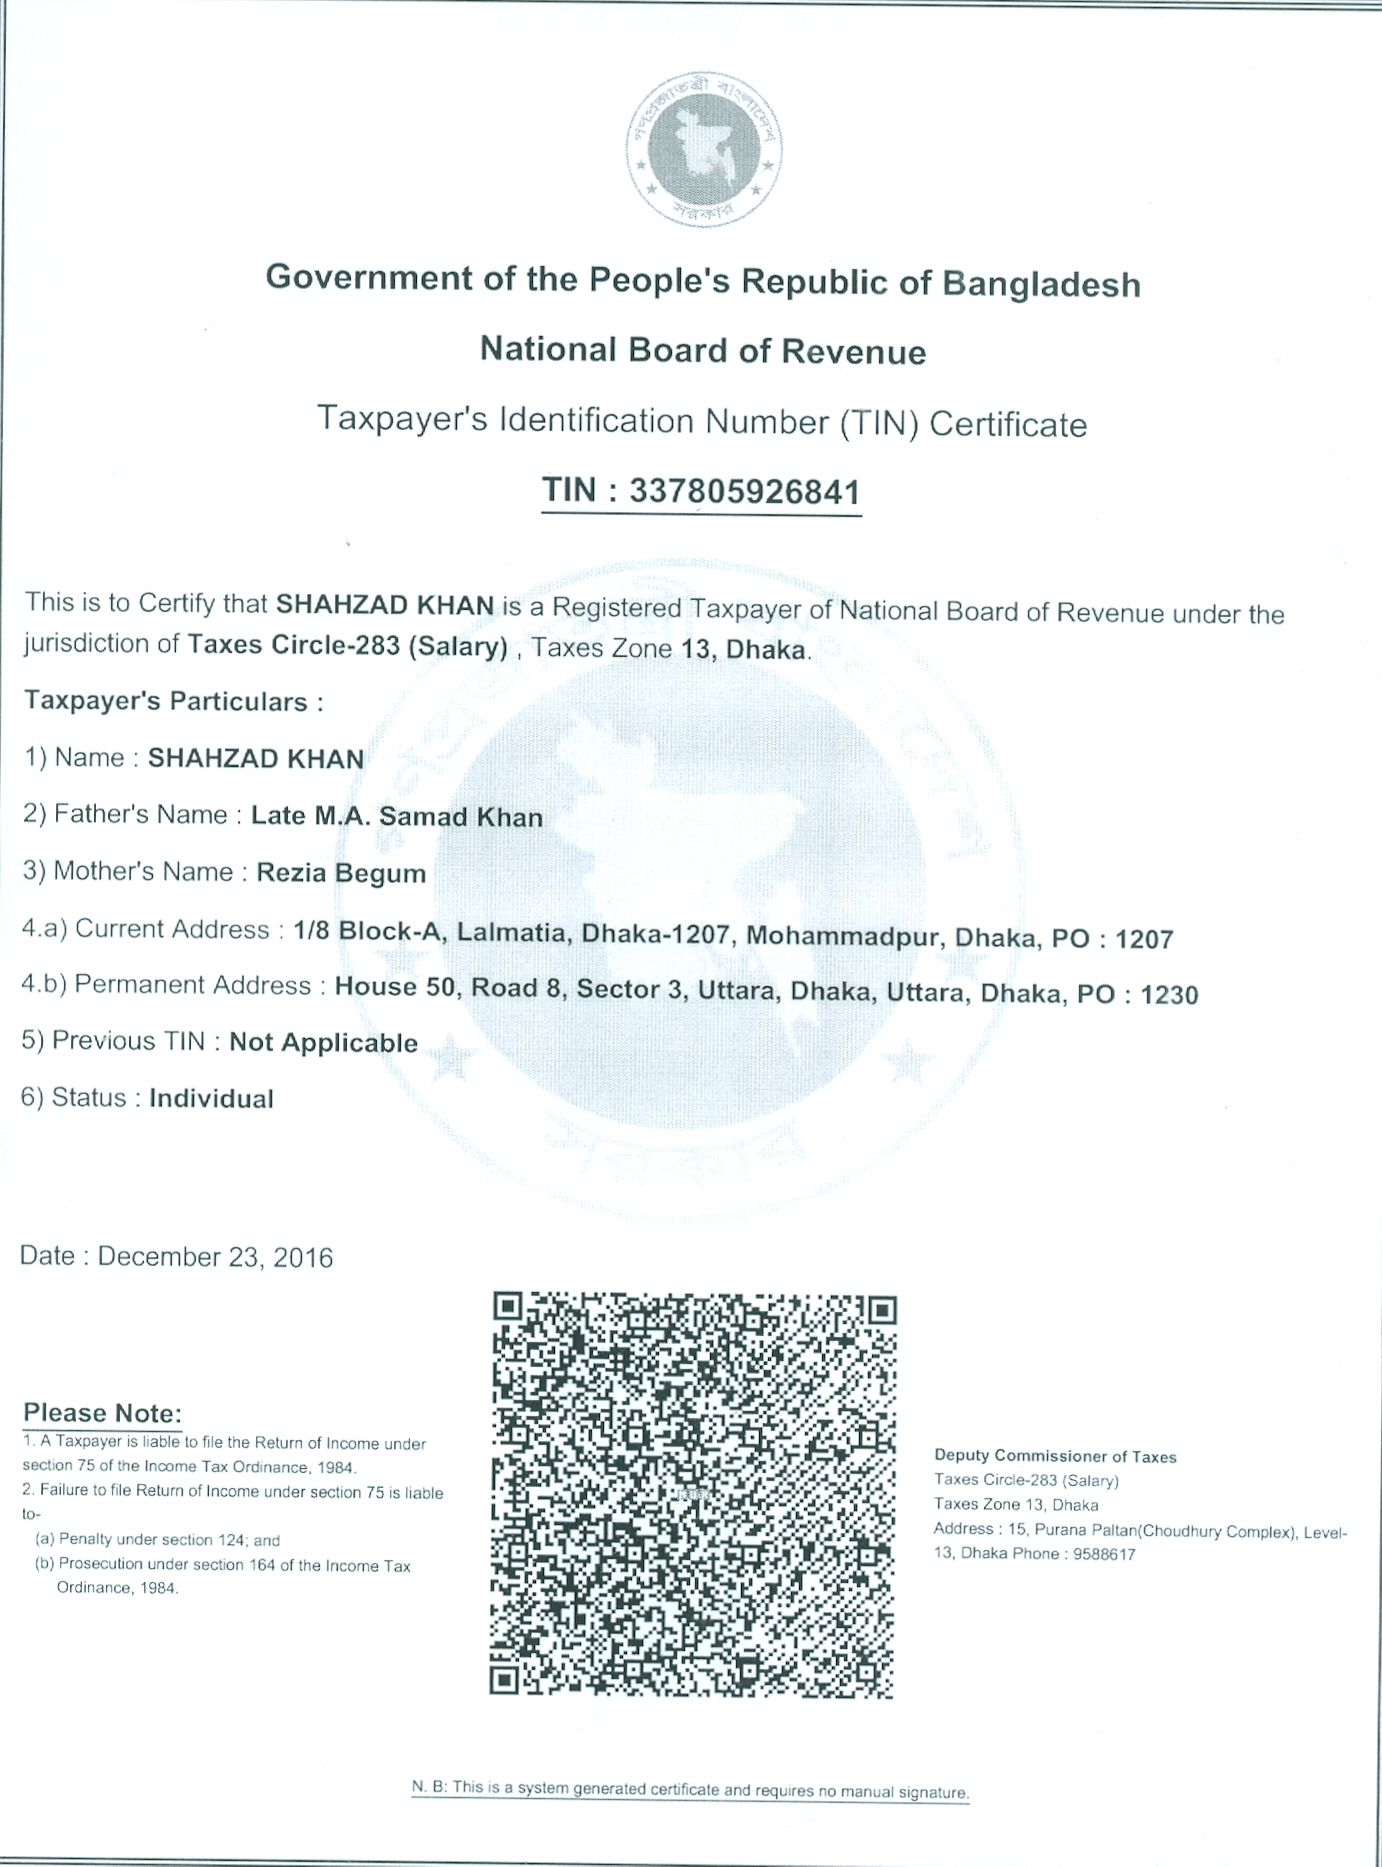 গণপ্রজাতন্ত্রী বাংলাদেশ
সরকার
Government of the People's Republic of Bangladesh
National Board of Revenue
Taxpayer's Identification Number (TIN) Certificate
TIN : 337805926841
This is to Certify that SHAHZAD KHAN is a Registered Taxpayer of National Board of Revenue under the
jurisdiction of Taxes Circle-283 (Salary) , Taxes Zone 13, Dhaka.
Taxpayer's Particulars :
1) Name : SHAHZAD KHAN
2) Father's Name : Late M.A. Samad Khan
3) Mother's Name : Rezia Begum
4.a) Current Address : 1/8 Block-A, Lalmatia, Dhaka-1207, Mohammadpur, Dhaka, PO : 1207
4.b) Permanent Address : House 50, Road 8, Sector 3, Uttara, Dhaka, Uttara, Dhaka, PO : 1230
5) Previous TIN : Not Applicable
6) Status : Individual
Date : December 23, 2016
Please Note:
1. A Taxpayer is liable to file the Return of Income under
section 75 of the Income Tax Ordinance, 1984.
2. Failure to file Return of Income under section 75 is liable
to-
(a) Penalty under section 124; and
(b) Prosecution under section 164 of the Income Tax
Ordinance, 1984.
Deputy Commissioner of Taxes
Taxes Circle-283 (Salary)
Taxes Zone 13, Dhaka
Address : 15, Purana Paltan(Choudhury Complex), Level-
13, Dhaka Phone : 9588617
N. B: This is a system generated certificate and requires no manual signature.